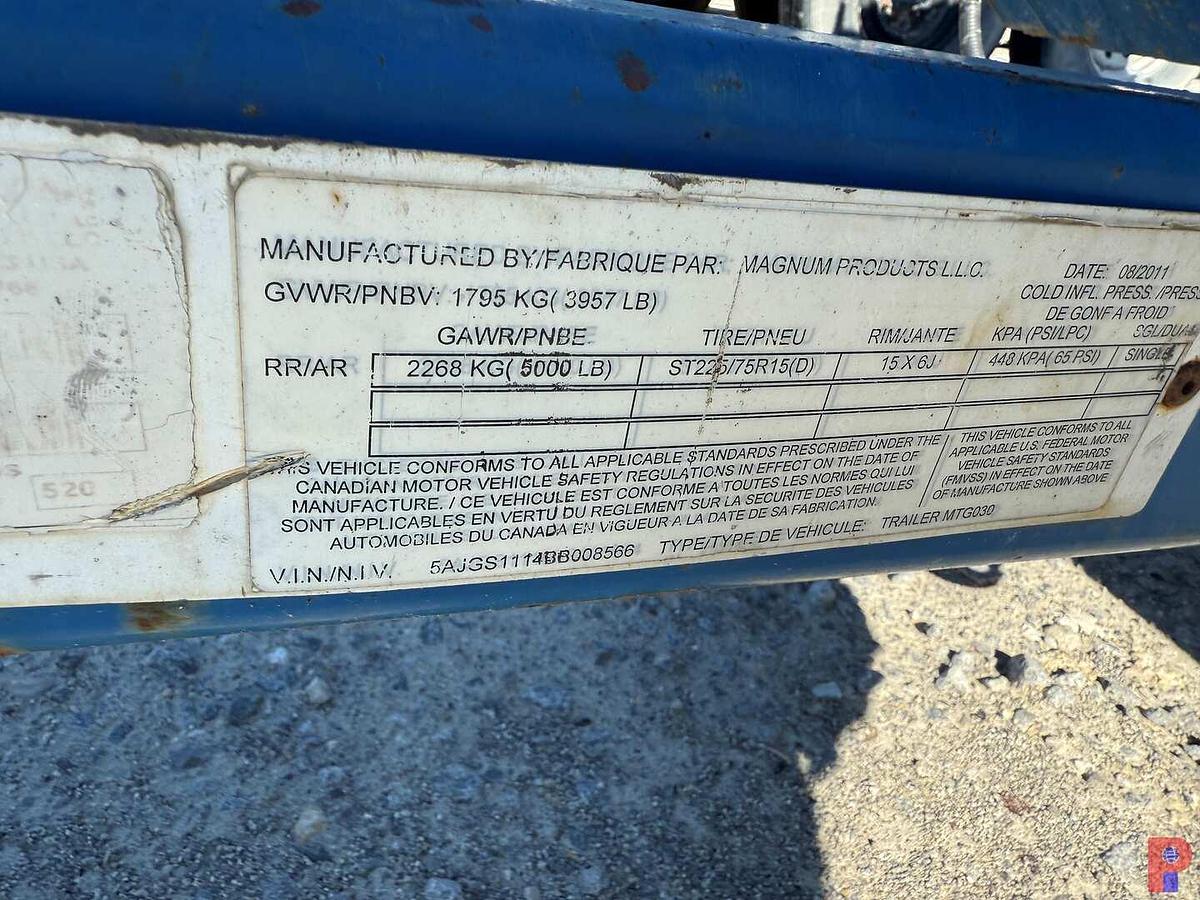 MANUFACTURED BY/FABRIQUE PAR: MAGNUM PRODUCTS L.L.C. DATE: 08/2011
GVWR/PNBV: 1795 KG( 3957 LB) COLD INFL. PRESS. /PRESS
DE GONF A FROID
GAWR/PNBE TIRE/PNEU RIM/JANTE KPA (PSI/LPC) SGL/DU/
RR/AR 2268 KG( 5000 LB) ST225/75R15(D) 15 X 6J 448 KPA( 65 PSI) SINGLE
THIS VEHICLE CONFORMS TO ALL APPLICABLE STANDARDS PRESCRIBED UNDER THE
CANADIAN MOTOR VEHICLE SAFETY REGULATIONS IN EFFECT ON THE DATE OF
MANUFACTURE. / CE VEHICULE EST CONFORME A TOUTES LES NORMES QUI LUI
SONT APPLICABLES EN VERTU DU REGLEMENT SUR LA SECURITE DES VEHICULES
AUTOMOBILES DU CANADA EN VIGUEUR A LA DATE DE SA FABRICATION.
THIS VEHICLE CONFORMS TO ALL
APPLICABLE U.S. FEDERAL MOTOR
VEHICLE SAFETY STANDARDS
(FMVSS) IN EFFECT ON THE DATE
OF MANUFACTURE SHOWN ABOVE
V.I.N./N.I.V. 5AJGS1114BB008566 TYPE/TYPE DE VEHICULE: TRAILER MTG030
520